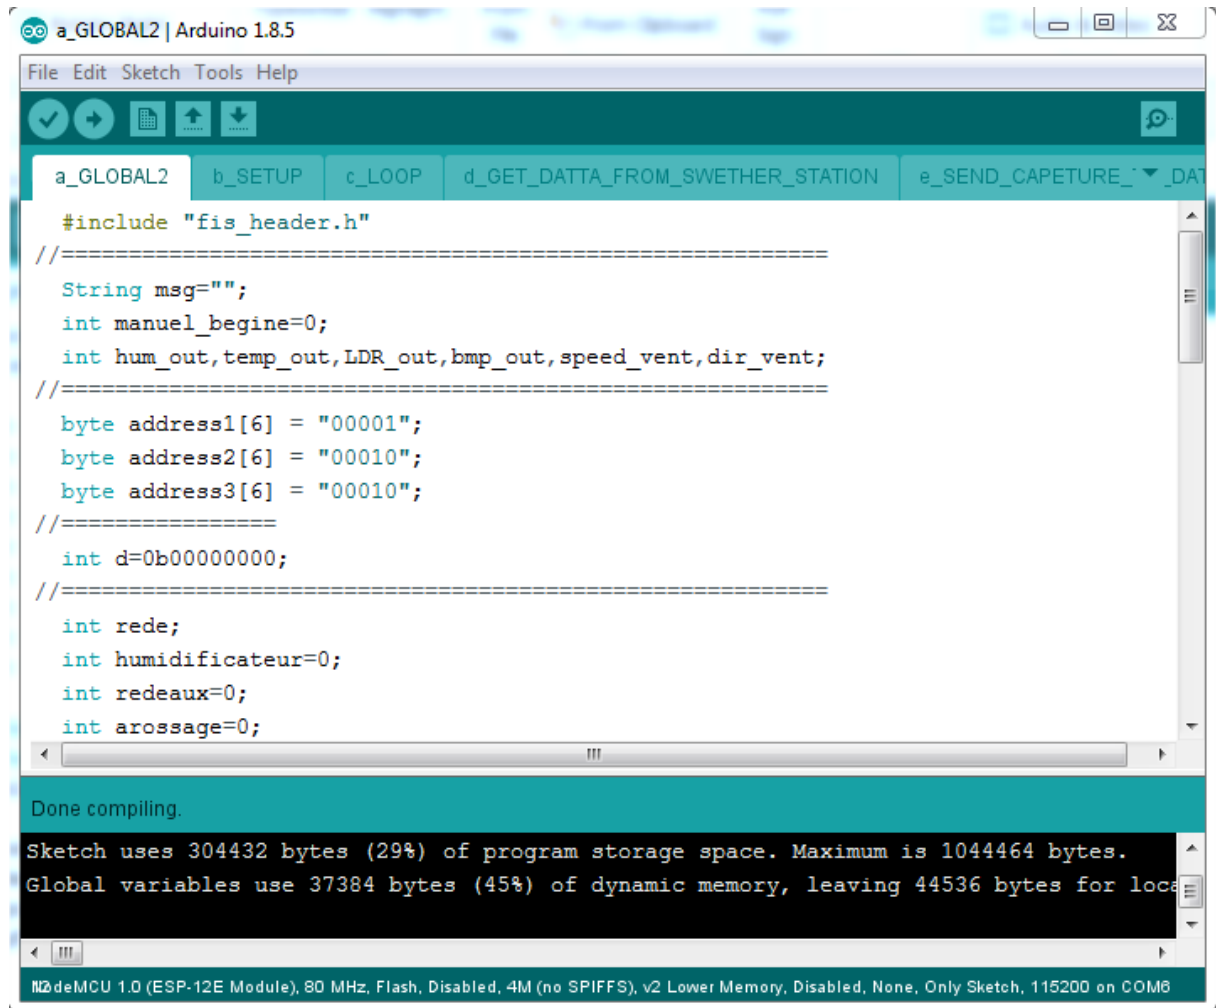 a_GLOBAL2 | Arduino 1.8.5
File Edit Sketch Tools Help
a_GLOBAL2 b_SETUP c_LOOP d_GET_DATTA_FROM_SWETHER_STATION e_SEND_CAPETURE_ _DAT
#include "fis_header.h"
//=========================================================
String msg="";
int manuel_begine=0;
int hum_out,temp_out,LDR_out,bmp_out,speed_vent,dir_vent;
//=========================================================
byte address1[6] = "00001";
byte address2[6] = "00010";
byte address3[6] = "00010";
//================
int d=0b00000000;
//=========================================================
int rede;
int humidificateur=0;
int redeaux=0;
int arossage=0;
Done compiling.
Sketch uses 304432 bytes (29%) of program storage space. Maximum is 1044464 bytes.
Global variables use 37384 bytes (45%) of dynamic memory, leaving 44536 bytes for loca
NodeMCU 1.0 (ESP-12E Module), 80 MHz, Flash, Disabled, 4M (no SPIFFS), v2 Lower Memory, Disabled, None, Only Sketch, 115200 on COM6